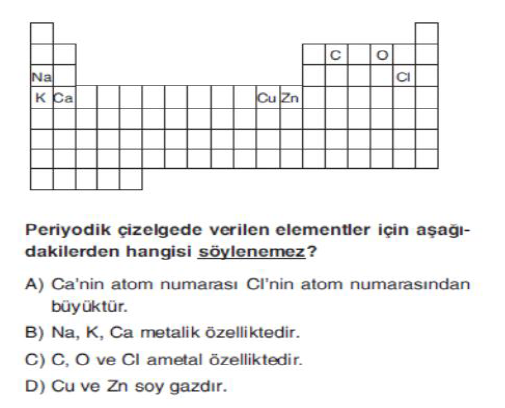 C O
Na Cl
K Ca Cu Zn
Periyodik çizelgede verilen elementler için aşağı-
dakilerden hangisi söylenemez?
A) Ca'nin atom numarası Cl'nin atom numarasından
büyüktür.
B) Na, K, Ca metalik özelliktedir.
C) C, O ve Cl ametal özelliktedir.
D) Cu ve Zn soy gazdır.